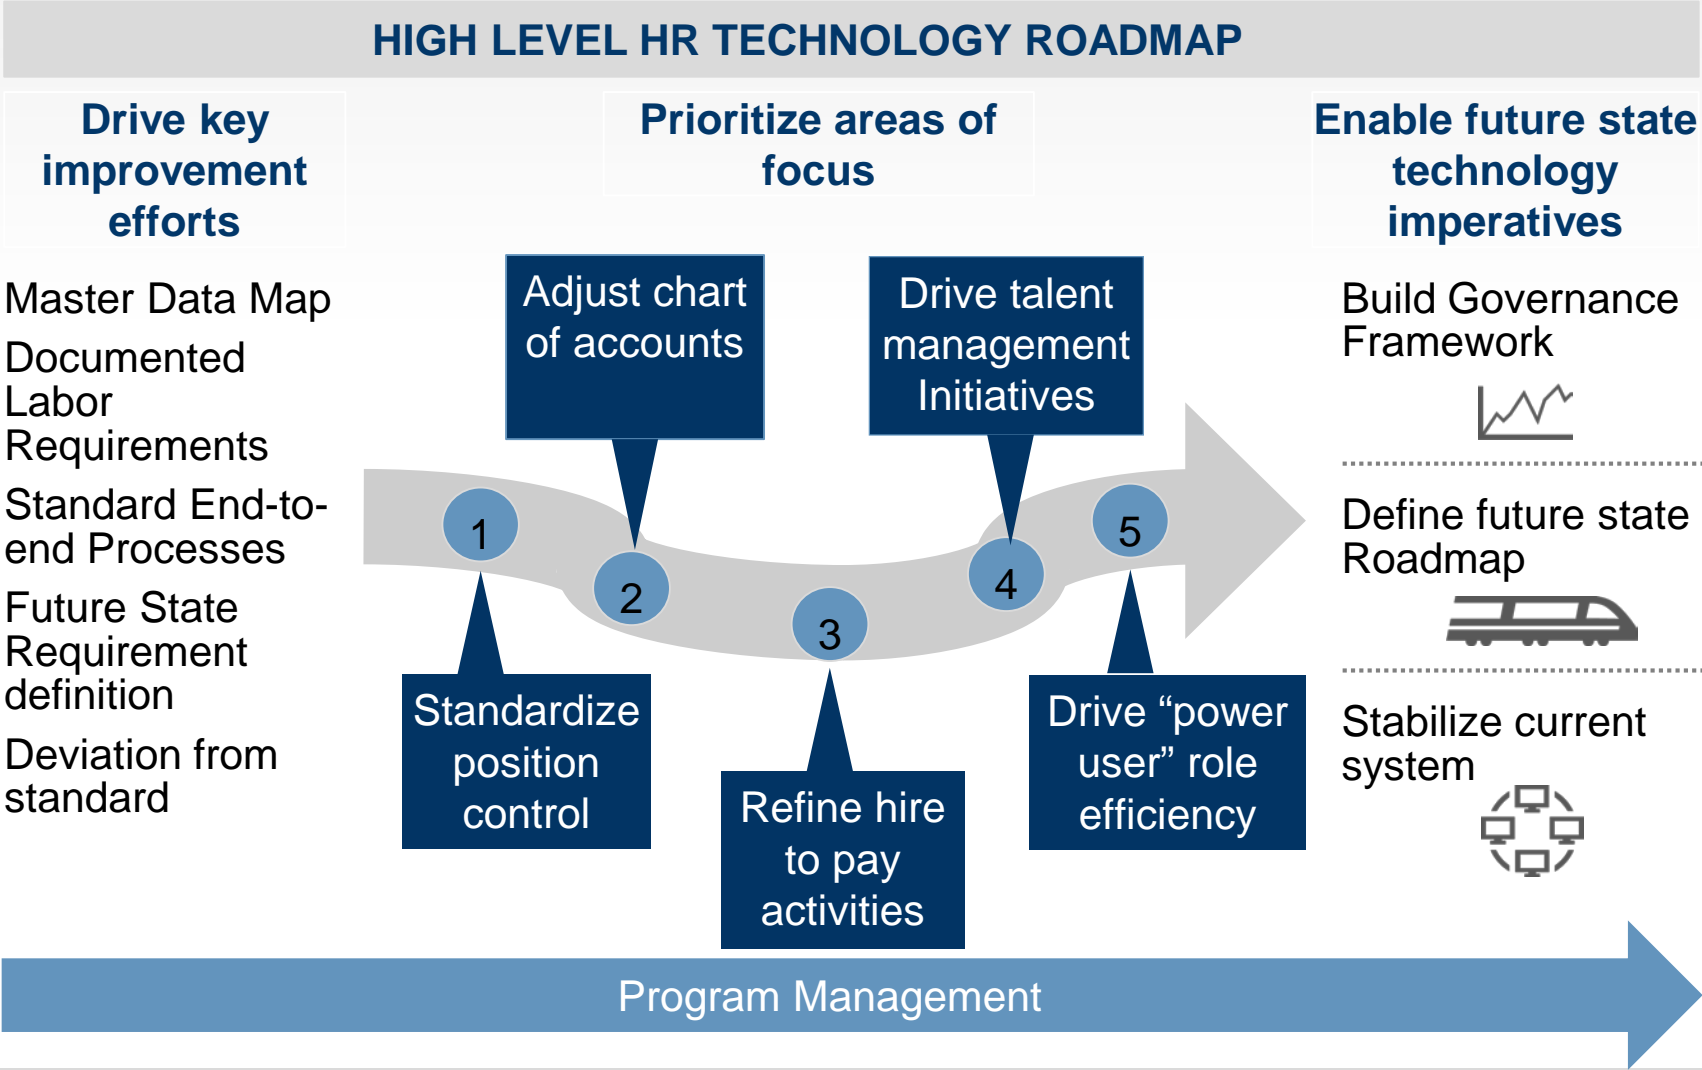 HIGH LEVEL HR TECHNOLOGY ROADMAP
Drive key
improvement
efforts
Master Data Map
Documented
Labor
Requirements
Standard End-to-
end Processes
Future State
Requirement
definition
Deviation from
standard
Prioritize areas of
focus
1
Standardize
position
control
2
Adjust chart
of accounts
3
Refine hire
to pay
activities
4
Drive talent
management
Initiatives
5
Drive “power
user” role
efficiency
Enable future state
technology
imperatives
Build Governance
Framework
Define future state
Roadmap
Stabilize current
system
Program Management